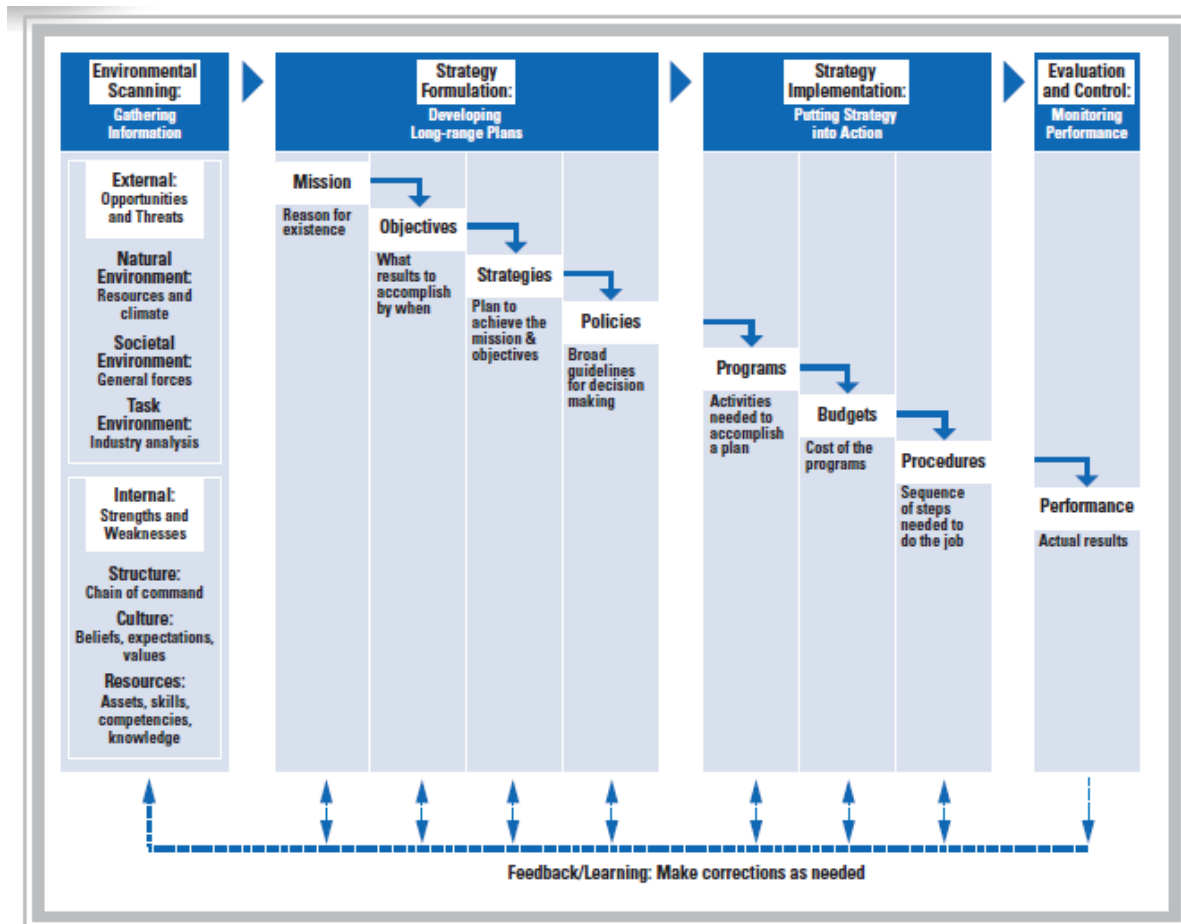 Environmental
Scanning:
Gathering
Information
Strategy
Formulation:
Developing
Long-range Plans
Strategy
Implementation:
Putting Strategy
into Action
Evaluation
and Control:
Monitoring
Performance
External:
Opportunities
and Threats
Natural
Environment:
Resources and
climate
Societal
Environment:
General forces
Task
Environment:
Industry analysis
Internal:
Strengths and
Weaknesses
Structure:
Chain of command
Culture:
Beliefs, expectations,
values
Resources:
Assets, skills,
competencies,
knowledge
Mission
Reason for
existence
Objectives
What
results to
accomplish
by when
Strategies
Plan to
achieve the
mission &
objectives
Policies
Broad
guidelines
for decision
making
Programs
Activities
needed to
accomplish
a plan
Budgets
Cost of the
programs
Procedures
Sequence
of steps
needed to
do the job
Performance
Actual results
Feedback/Learning: Make corrections as needed